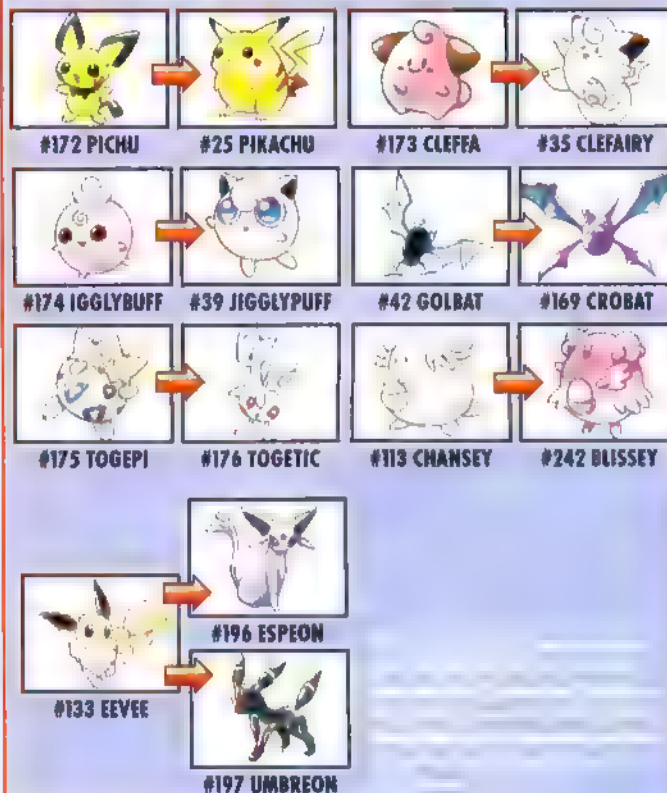 #172 PICHU #25 PIKACHU #173 CLEFFA #35 CLEFAIRY
#174 IGGLYBUFF #39 JIGGLYPUFF #42 GOLBAT #169 CROBAT
#175 TOGEPI #176 TOGETIC #113 CHANSEY #242 BLISSEY
#196 ESPEON
#133 EEVEE
#197 UMBREON